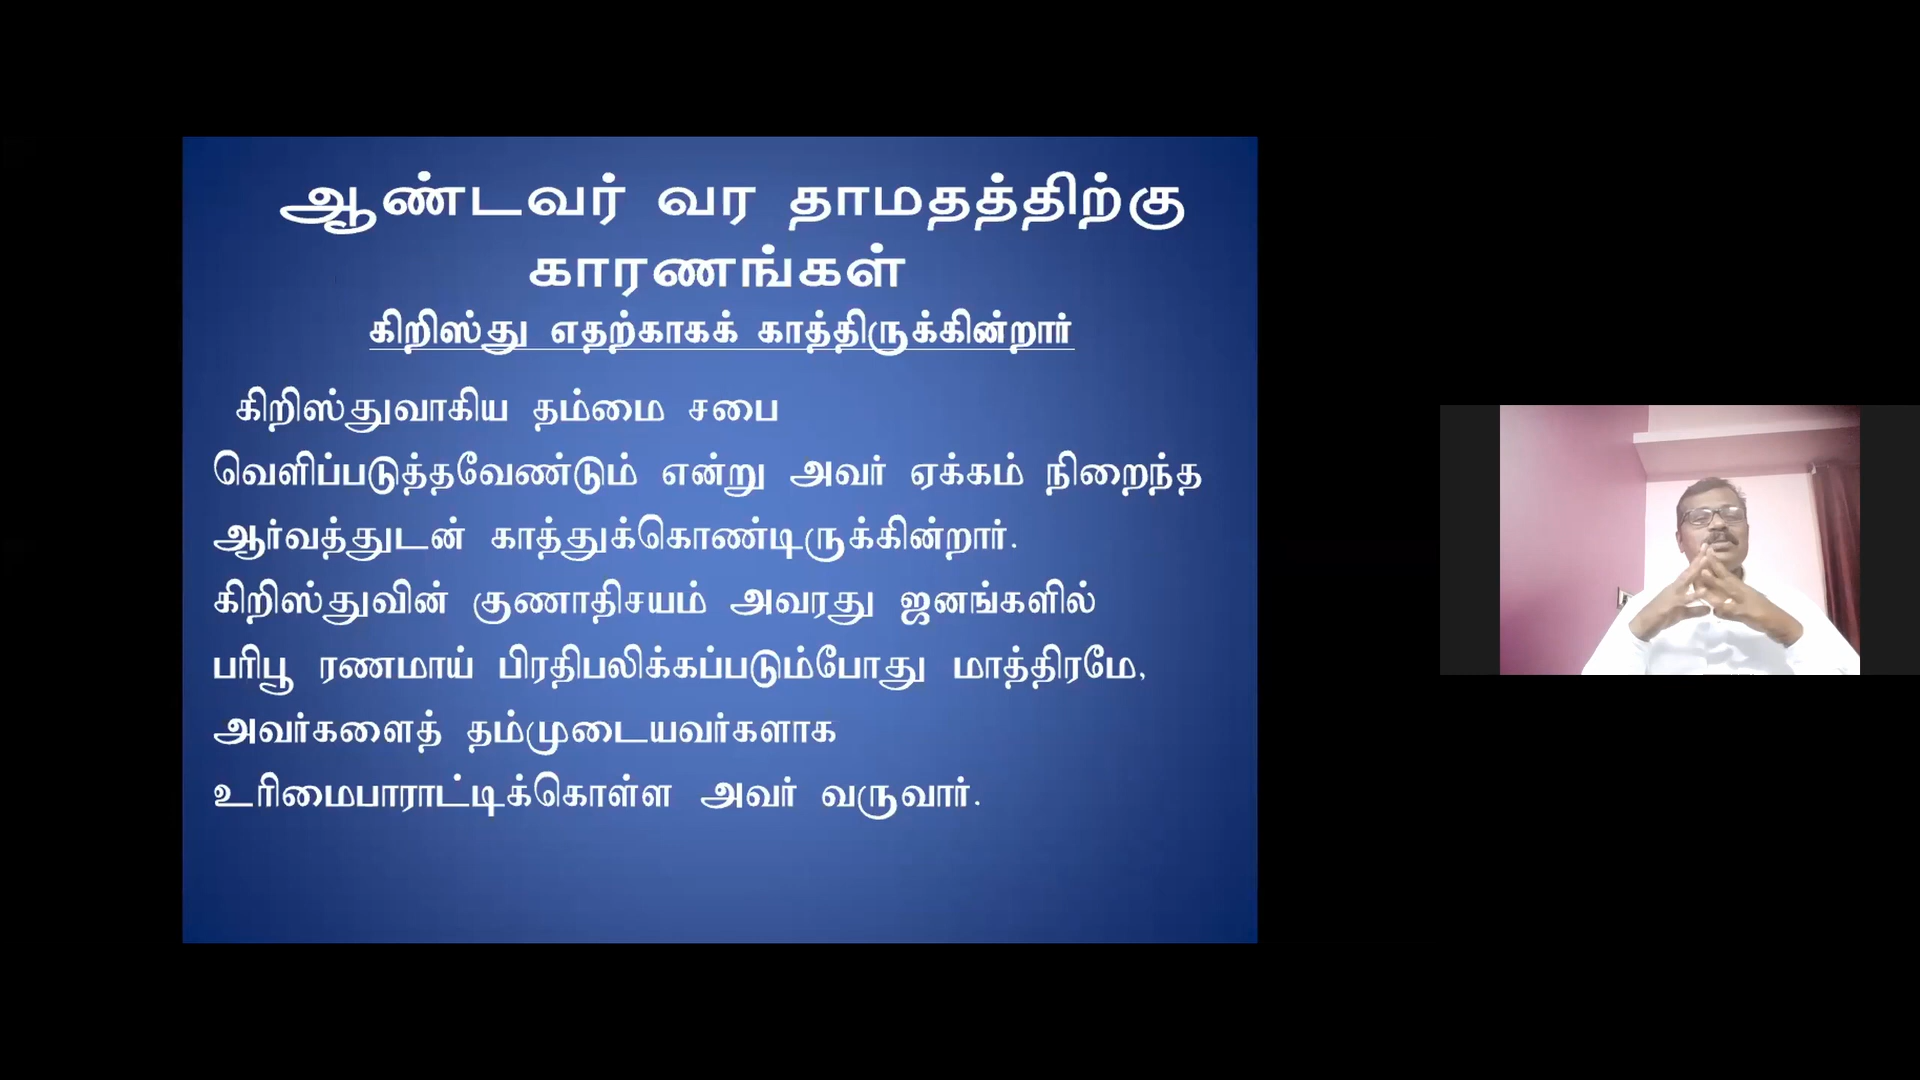 ஆண்டவர் வர தாமதத்திற்கு
காரணங்கள்
கிறிஸ்து எதற்காகக் காத்திருக்கின்றார்
கிறிஸ்துவாகிய தம்மை சபை
வெளிப்படுத்தவேண்டும் என்று அவர் ஏக்கம் நிறைந்த
ஆர்வத்துடன் காத்துக்கொண்டிருக்கின்றார்.
கிறிஸ்துவின் குணாதிசயம் அவரது ஜனங்களில்
பரிபூ ரணமாய் பிரதிபலிக்கப்படும்போது மாத்திரமே,
அவர்களைத் தம்முடையவர்களாக
உரிமைபாராட்டிக்கொள்ள அவர் வருவார்.